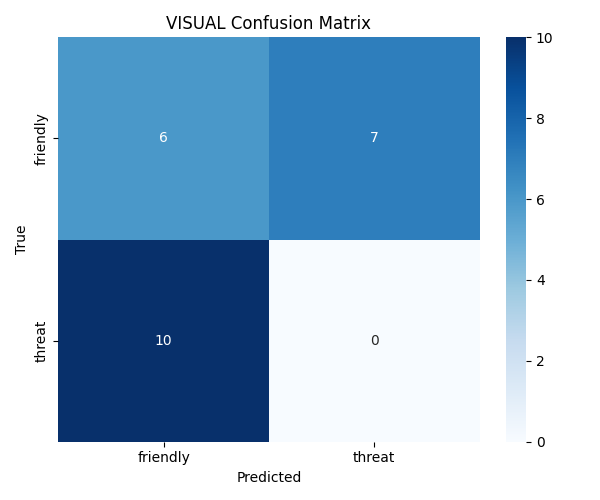 VISUAL Confusion Matrix
True
friendly
threat
6
7
10
0
friendly
threat
Predicted
10
8
6
4
2
0